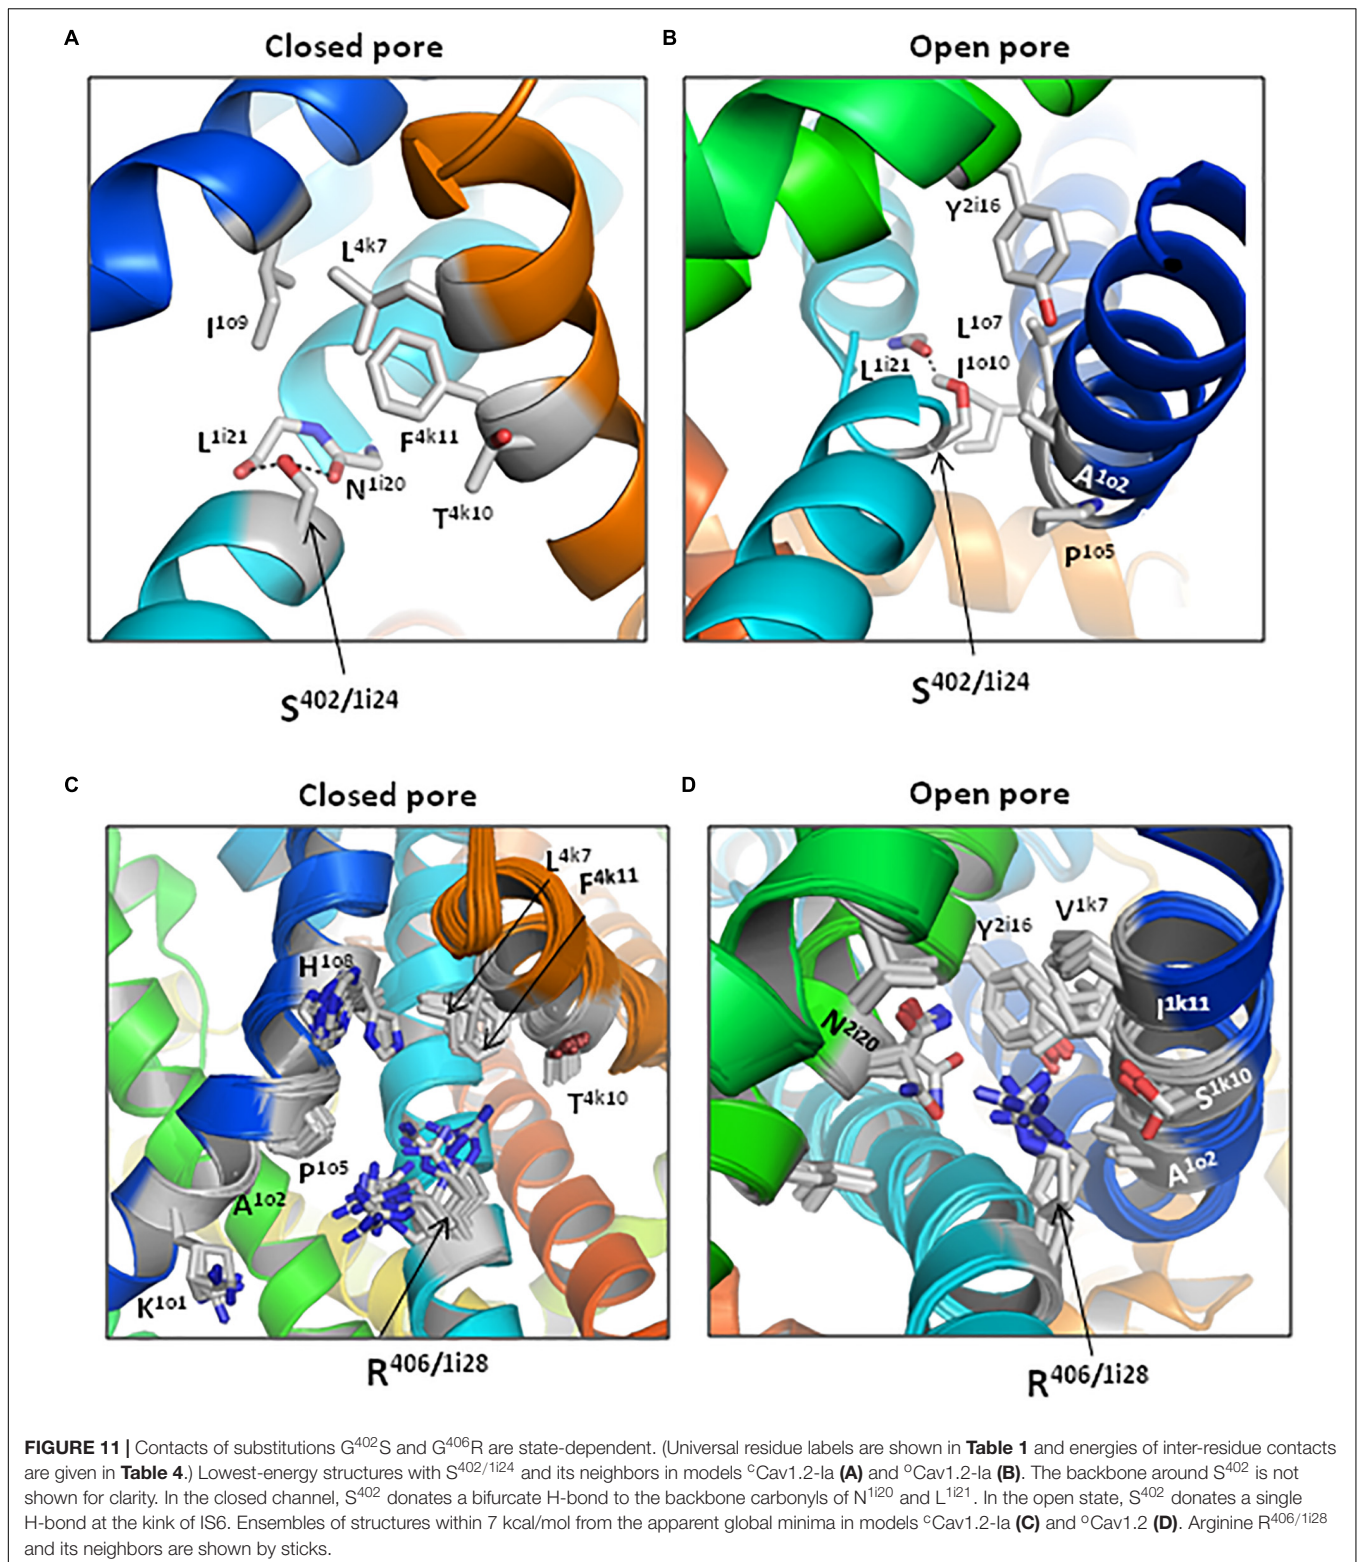 A
Closed pore
B
Open pore
L4k7
I1o9
L1i21
F4k11
N1i20
T4k10
S402/1i24
Y2i16
L1o7
L1i21
I1o10
A1o2
P1o5
S402/1i24
C
Closed pore
D
Open pore
L4k7
F4k11
H1o8
T4k10
P1o5
A1o2
K1o1
R406/1i28
V1k7
Y2i16
I1k11
N2i20
S1k10
A1o2
R406/1i28
FIGURE 11 | Contacts of substitutions G402S and G406R are state-dependent. (Universal residue labels are shown in Table 1 and energies of inter-residue contacts
are given in Table 4.) Lowest-energy structures with S402/1i24 and its neighbors in models cCav1.2-Ia (A) and oCav1.2-Ia (B). The backbone around S402 is not
shown for clarity. In the closed channel, S402 donates a bifurcate H-bond to the backbone carbonyls of N1i20 and L1i21. In the open state, S402 donates a single
H-bond at the kink of IS6. Ensembles of structures within 7 kcal/mol from the apparent global minima in models cCav1.2-Ia (C) and oCav1.2 (D). Arginine R406/1i28
and its neighbors are shown by sticks.